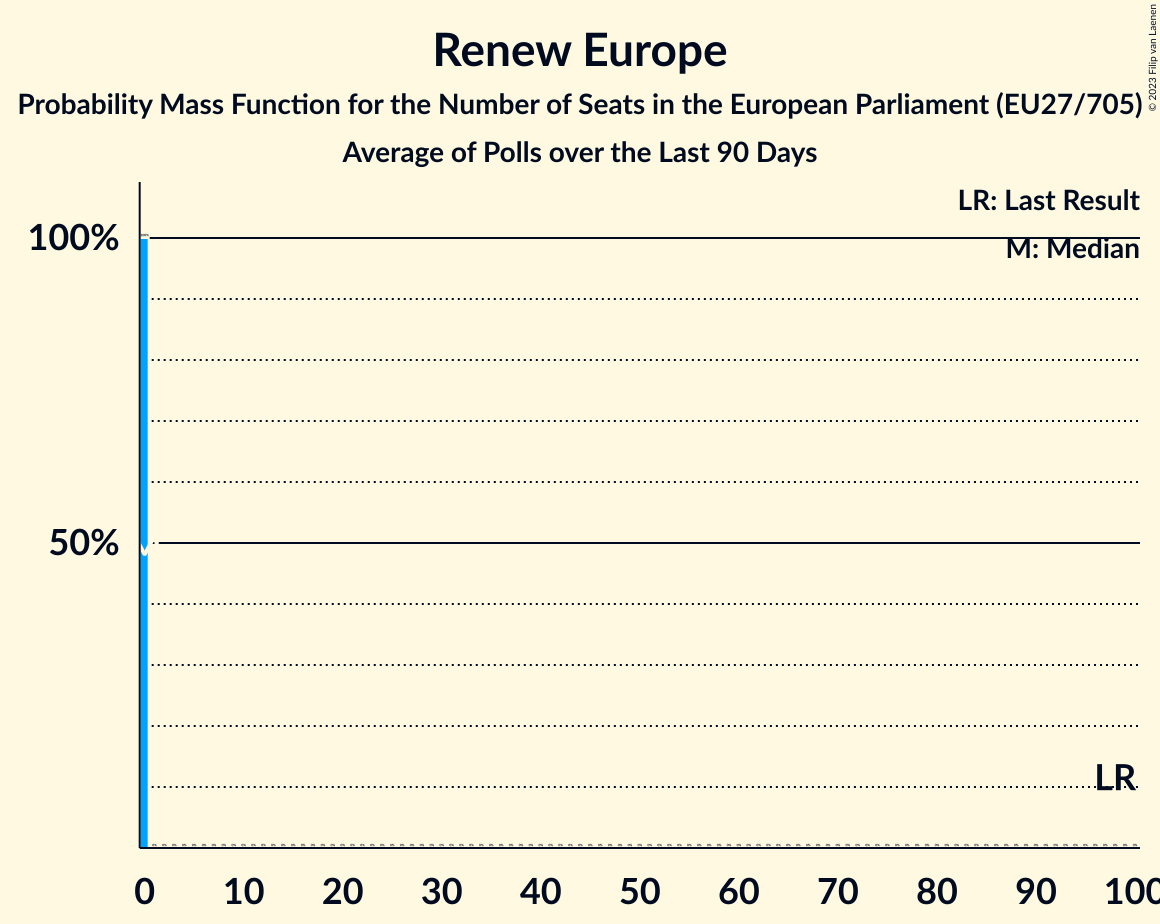 Renew Europe
Probability Mass Function for the Number of Seats in the European Parliament (EU27/705)
Average of Polls over the Last 90 Days
© 2023 Filip van Laenen
LR: Last Result
M: Median
100%
50%
LR
0 10 20 30 40 50 60 70 80 90 100